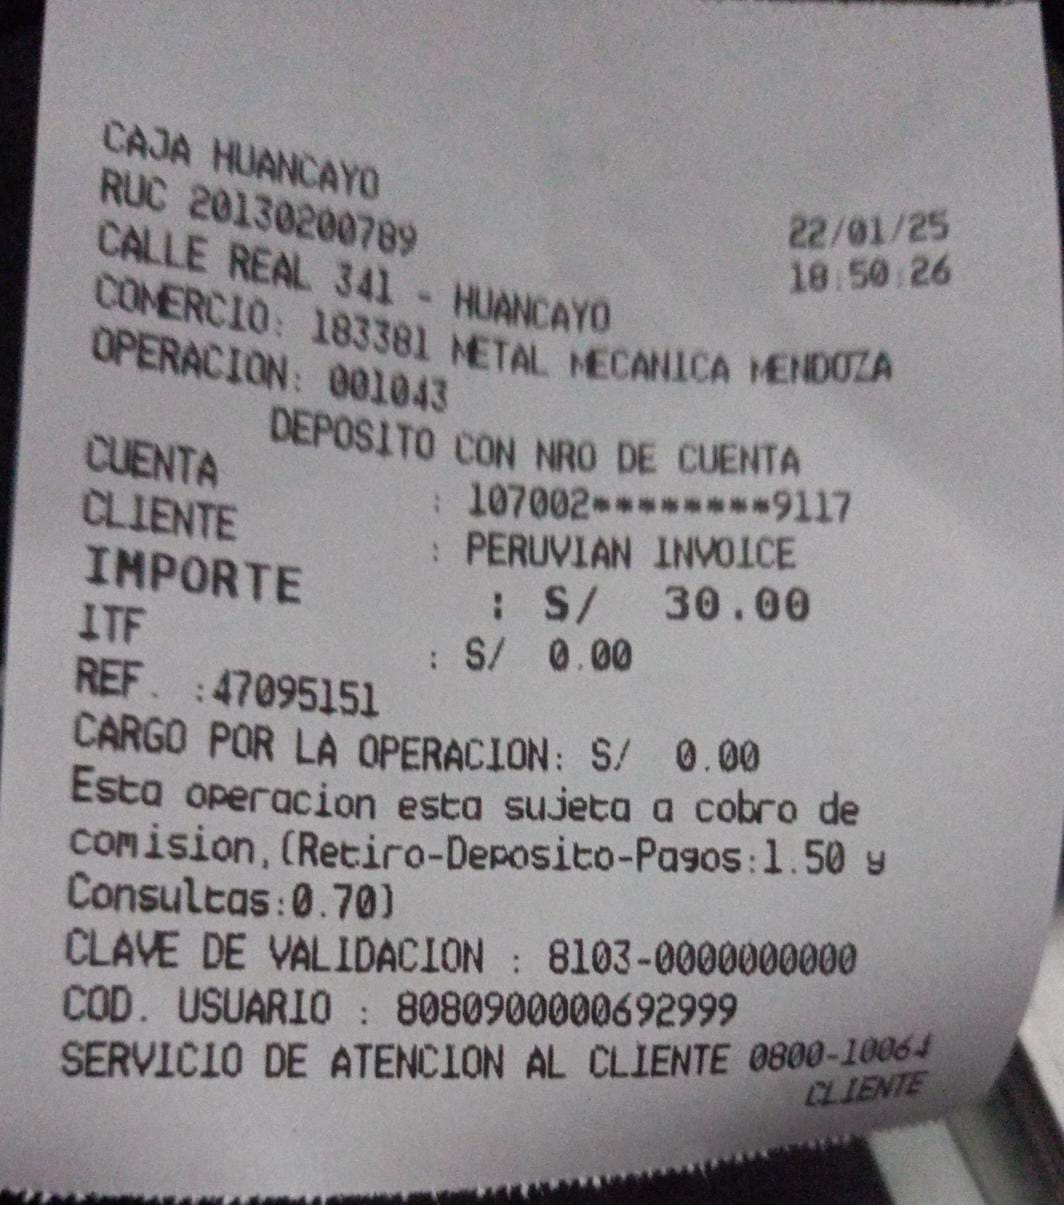 CAJA HUANCAYO
RUC 20130200789 22/01/25
CALLE REAL 341 - HUANCAYO 18:50:26
COMERCIO: 183381 METAL MECANICA MENDOZA
OPERACION: 001043
DEPOSITO CON NRO DE CUENTA
CUENTA : 107002********9117
CLIENTE : PERUVIAN INVOICE
IMPORTE : S/ 30.00
ITF : S/ 0.00
REF. :47095151
CARGO POR LA OPERACION: S/ 0.00
Esta operacion esta sujeta a cobro de
comision,(Retiro-Deposito-Pagos:1.50 y
Consultas:0.70)
CLAVE DE VALIDACION : 8103-0000000000
COD. USUARIO : 8080900000692999
SERVICIO DE ATENCION AL CLIENTE 0800-10064
CLIENTE